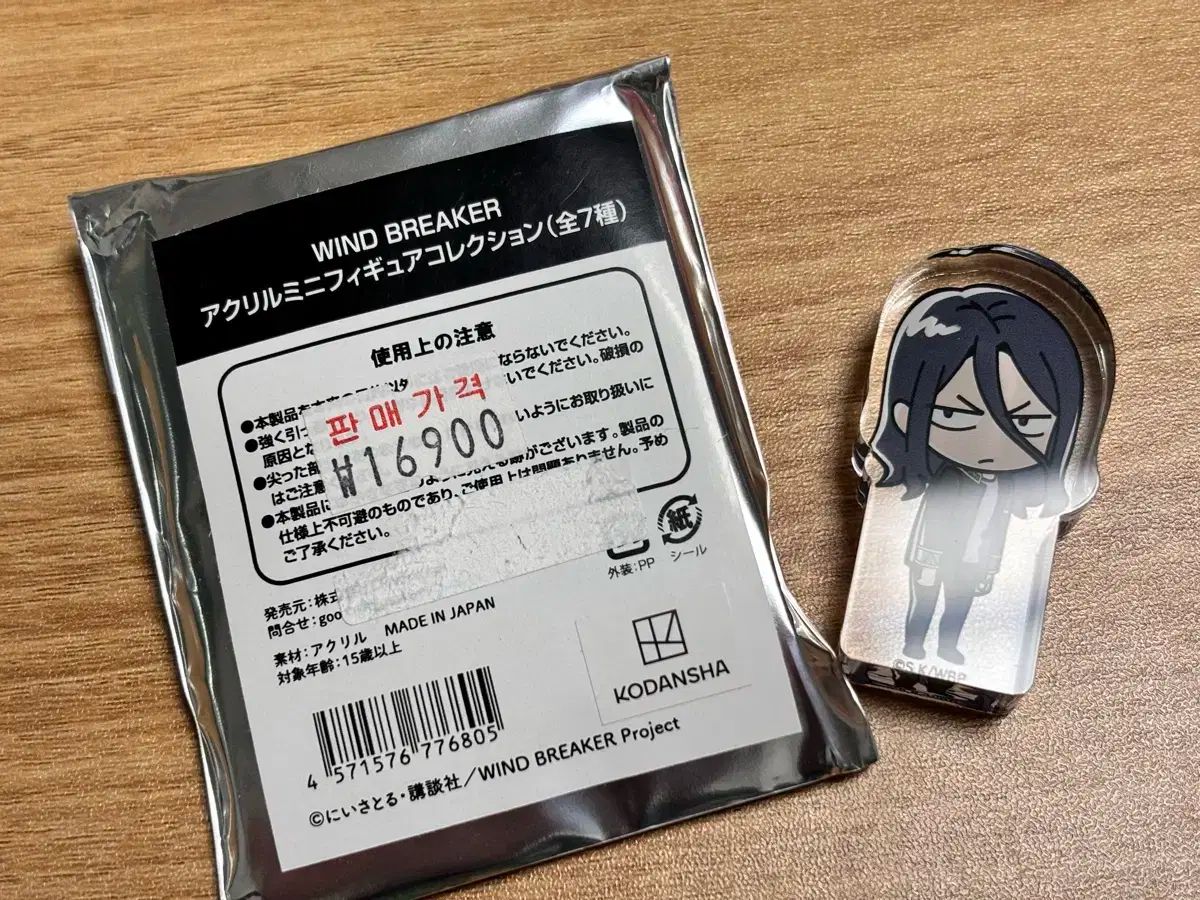 WIND BREAKER
アクリルミニフィギュアコレクション(全7種)
使用上の注意
●本製品を
ならないでください。
●強く引っ
いでください。破損の
原因とな
●尖った部
いようにお取り扱いに
はご注意
●本製品に
跡がございます。製品の
仕様上不可避のものであり、ご使用上は問題ありません。予め
ご了承ください。
판매가격
₩16900
紙
外装:PP
シール
発売元:株式
問合せ:goo
素材:アクリル MADE IN JAPAN
対象年齢:15歳以上
KODANSHA
4 571576 776805
©にいさとる・講談社/WIND BREAKER Project
©S.K/WBP